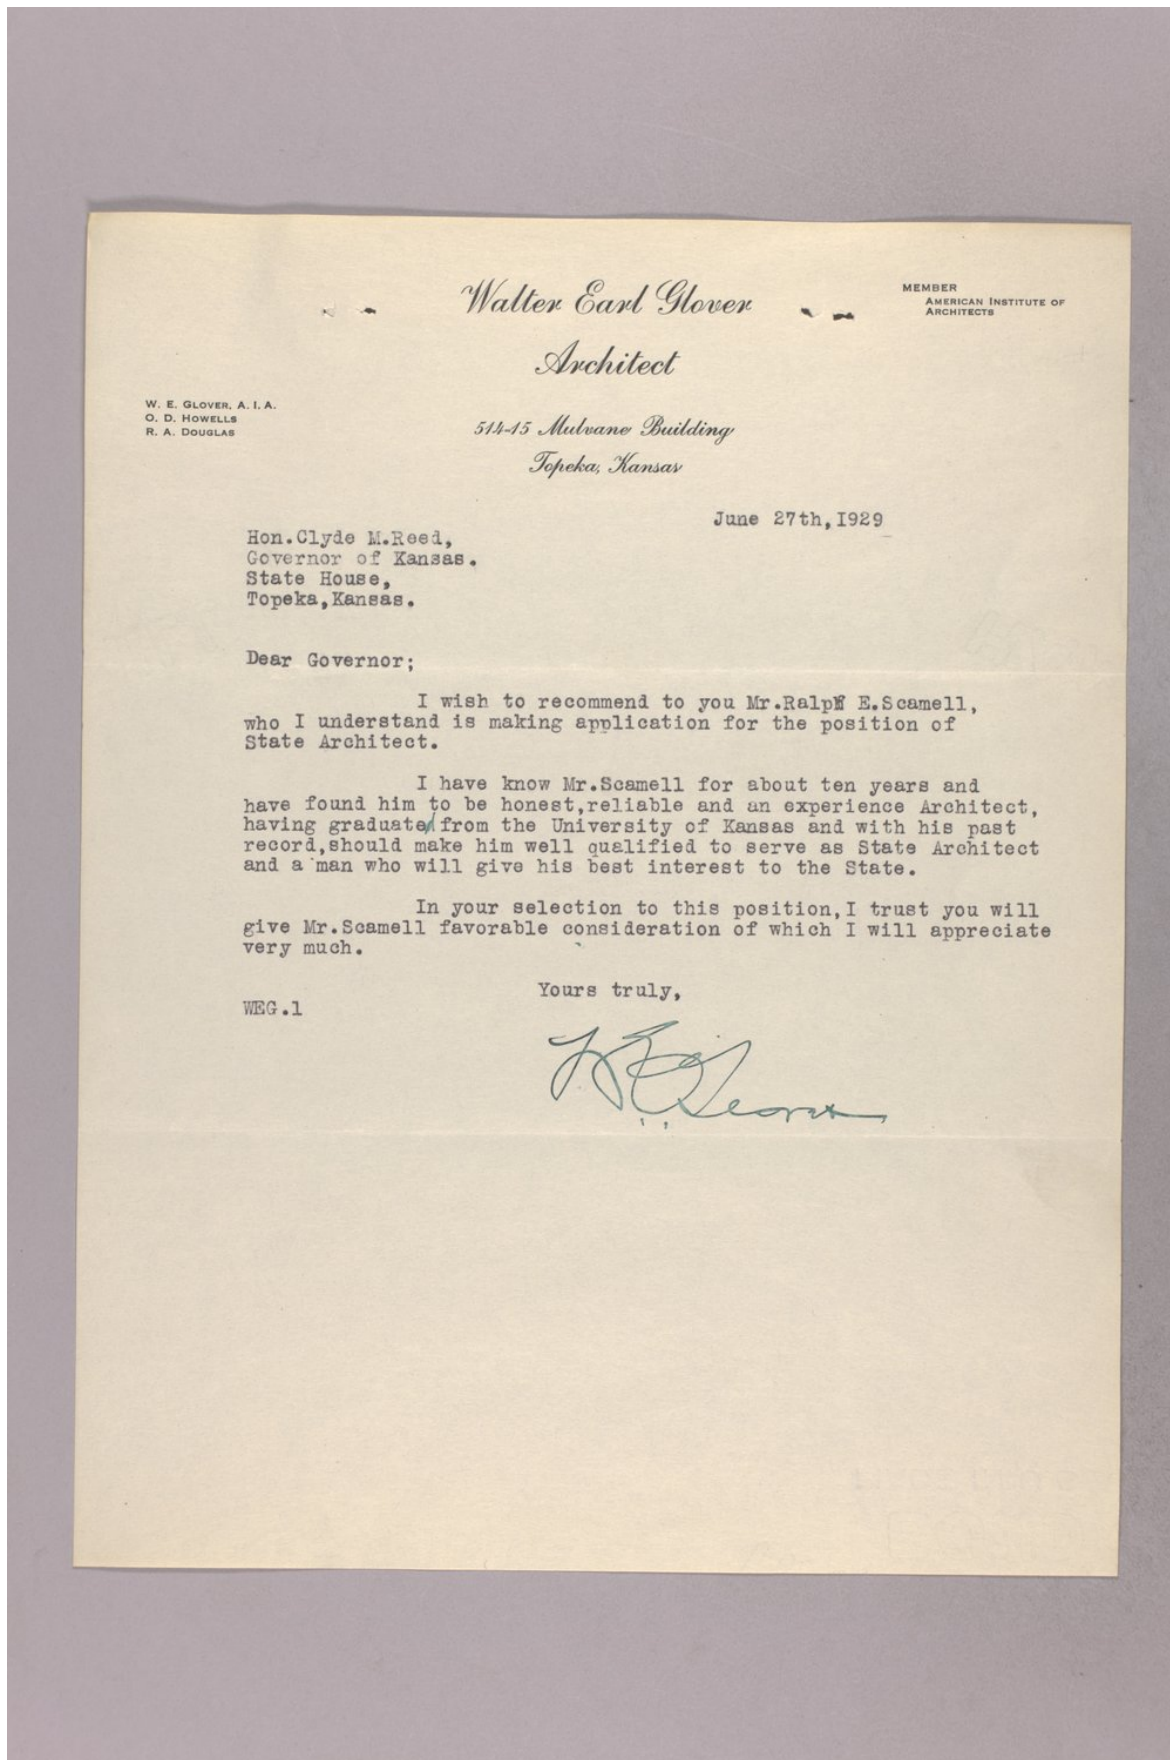 Walter Earl Glover
MEMBER
AMERICAN INSTITUTE OF
ARCHITECTS
Architect
W. E. GLOVER, A. I. A.
O. D. HOWELLS
R. A. DOUGLAS
514-15 Mulvane Building
Topeka, Kansas
June 27th,I929
Hon.Clyde M.Reed,
Governor of Kansas.
State House,
Topeka,Kansas.
Dear Governor;
I wish to recommend to you Mr.Ralph E.Scamell,
who I understand is making application for the position of
State Architect.
I have know Mr.Scamell for about ten years and
have found him to be honest,reliable and an experience Architect,
having graduated from the University of Kansas and with his past
record,should make him well qualified to serve as State Architect
and a man who will give his best interest to the State.
In your selection to this position,I trust you will
give Mr.Scamell favorable consideration of which I will appreciate
very much.
Yours truly,
WEG.l
W E Glover